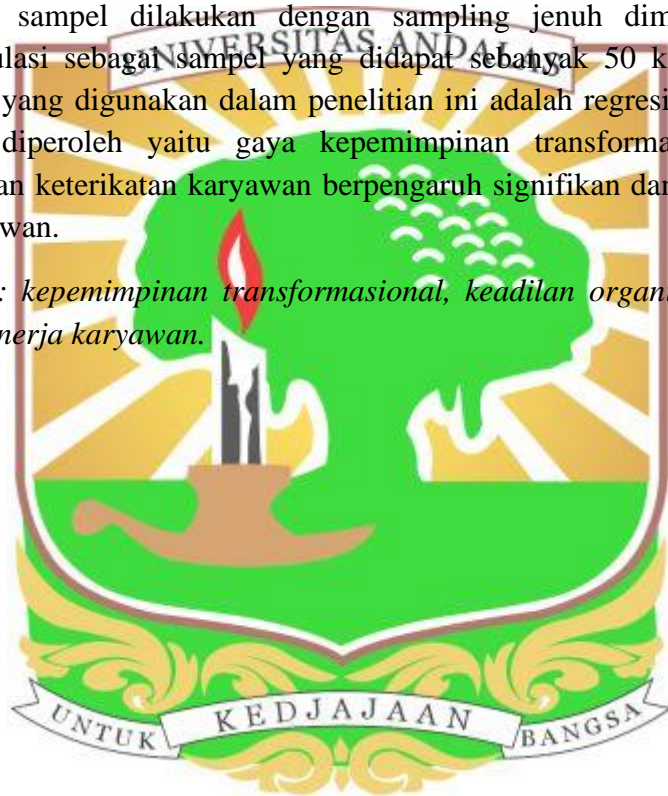 sampel dilakukan dengan sampling jenuh dim
ulasi sebagai sampel yang didapat sebanyak 50 k
UNIVERSITAS ANDALAS
yang digunakan dalam penelitian ini adalah regresi
diperoleh yaitu gaya kepemimpinan transforma
an keterikatan karyawan berpengaruh signifikan dan
wan.
: kepemimpinan transformasional, keadilan organi
nerja karyawan.
UNTUK KEDJAJAAN BANGSA